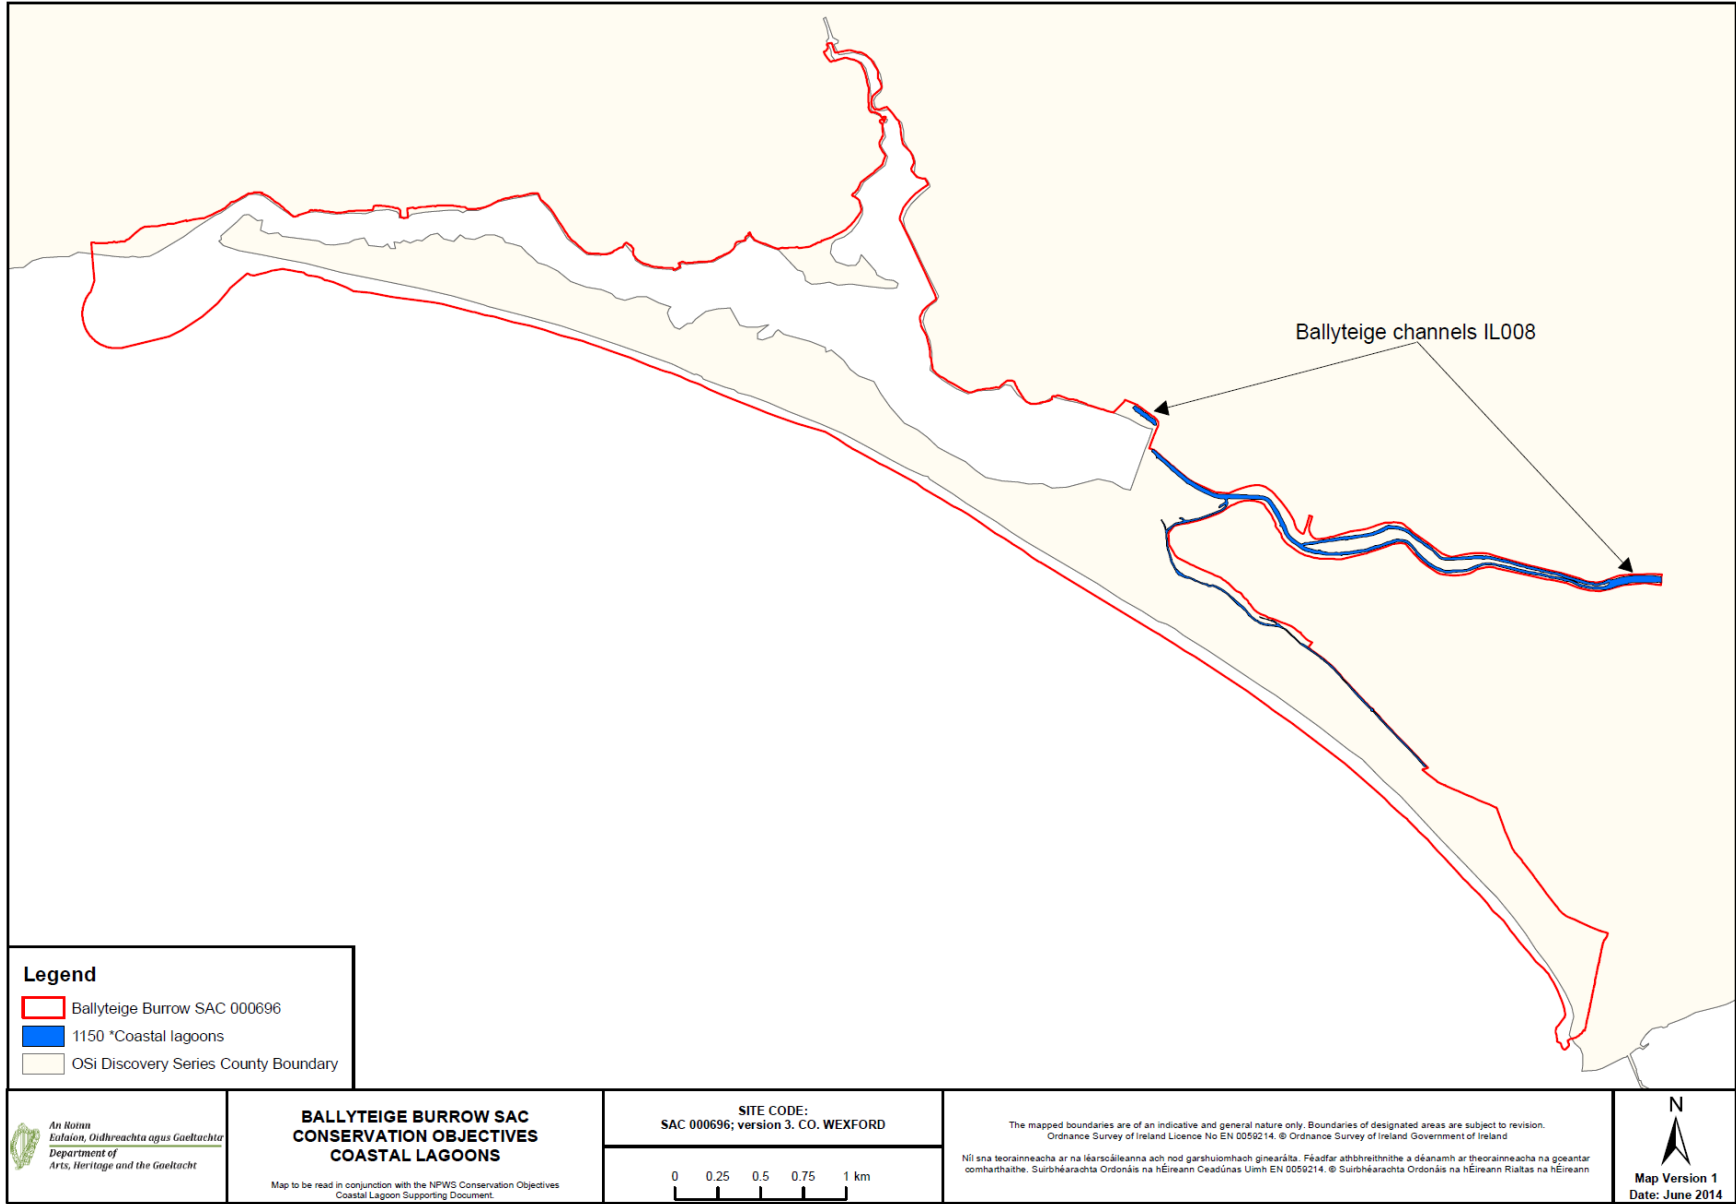 Ballyteige channels IL008
Legend
Ballyteige Burrow SAC 000696
1150 *Coastal lagoons
OSi Discovery Series County Boundary
An Roinn
Ealaíon, Oidhreachta agus Gaeltachta
Department of
Arts, Heritage and the Gaeltacht
BALLYTEIGE BURROW SAC
CONSERVATION OBJECTIVES
COASTAL LAGOONS
Map to be read in conjunction with the NPWS Conservation Objectives
Coastal Lagoon Supporting Document.
SITE CODE:
SAC 000696; version 3. CO. WEXFORD
0 0.25 0.5 0.75 1 km
The mapped boundaries are of an indicative and general nature only. Boundaries of designated areas are subject to revision.
Ordnance Survey of Ireland Licence No EN 0059214. © Ordnance Survey of Ireland Government of Ireland
Níl sna teorainneacha ar na léarscáileanna ach nod garshuiomhach ginearálta. Féadfar athbhreithnithe a déanamh ar theorainneacha na gceantar
comharthaithe. Suirbhéarachta Ordonáis na hÉireann Ceadúnas Uimh EN 0059214. © Suirbhéarachta Ordonáis na hÉireann Rialtas na hÉireann
N
Map Version 1
Date: June 2014